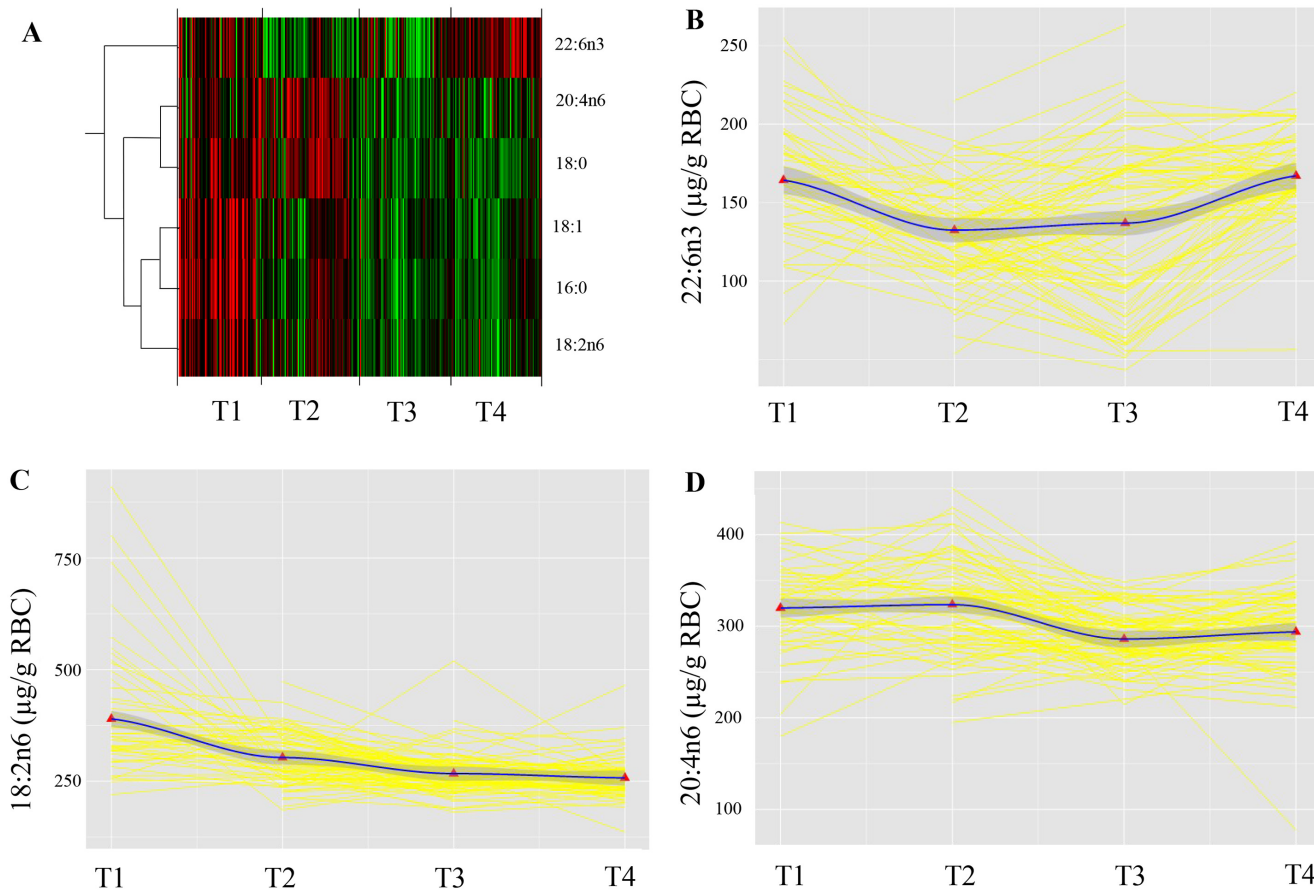 A
22:6n3
20:4n6
18:0
18:1
16:0
18:2n6
T1 T2 T3 T4
B
22:6n3 (µg/g RBC)
250
200
150
100
T1 T2 T3 T4
C
18:2n6 (µg/g RBC)
750
500
250
T1 T2 T3 T4
D
20:4n6 (µg/g RBC)
400
300
200
100
T1 T2 T3 T4